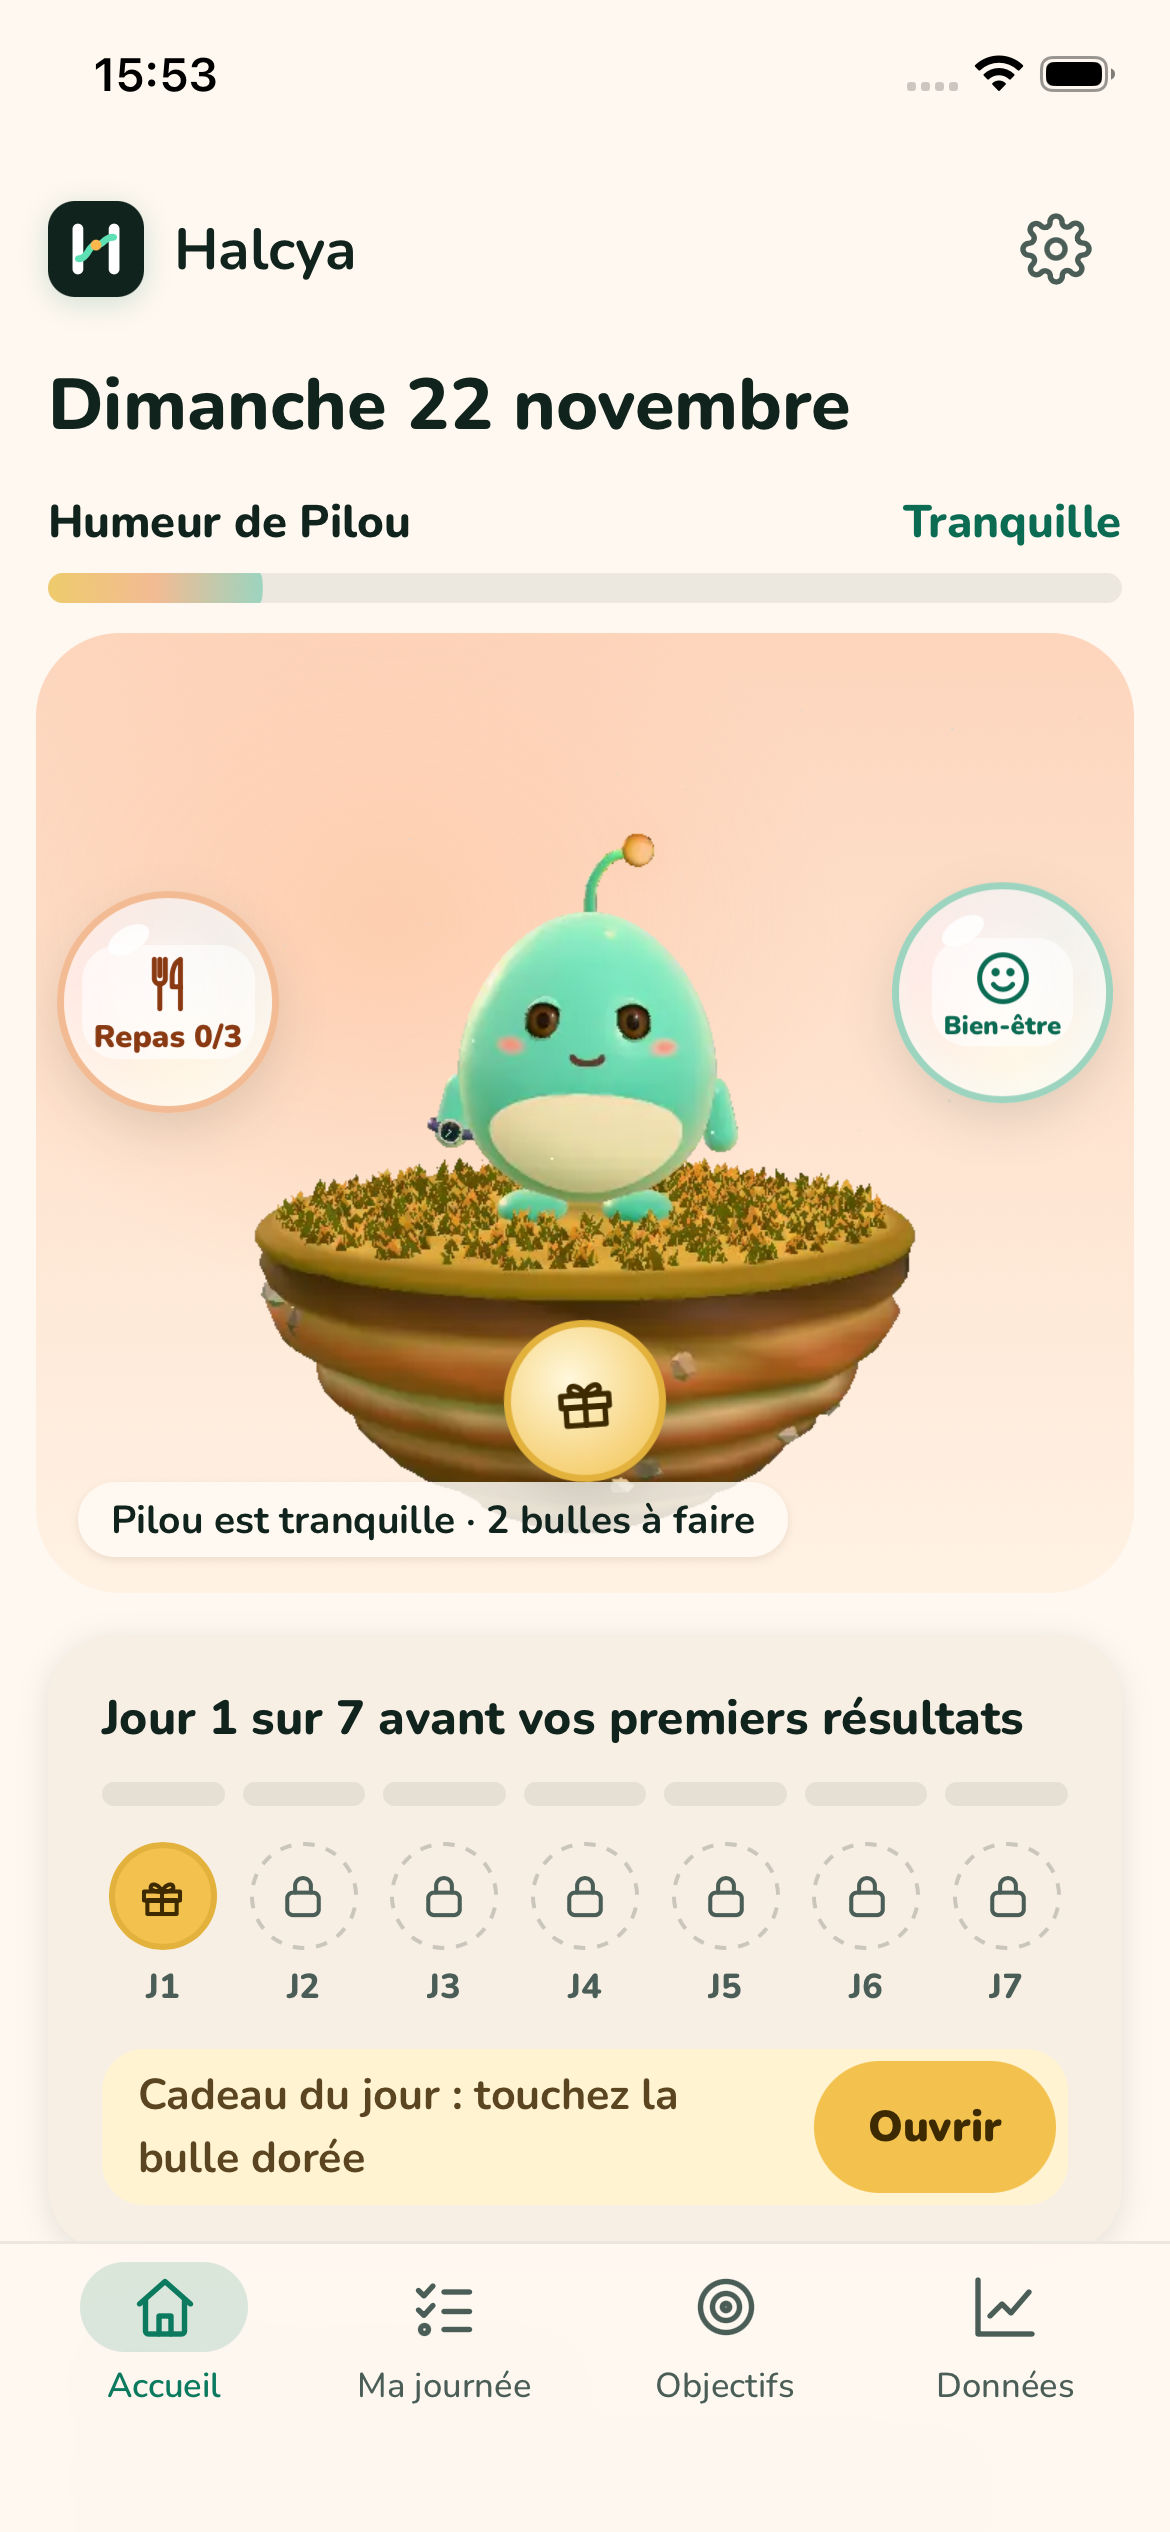 15:53
Halcya
Dimanche 22 novembre
Humeur de Pilou
Tranquille
Repas 0/3
Bien-être
Pilou est tranquille · 2 bulles à faire
Jour 1 sur 7 avant vos premiers résultats
J1
J2
J3
J4
J5
J6
J7
Cadeau du jour : touchez la
bulle dorée
Ouvrir
Accueil
Ma journée
Objectifs
Données